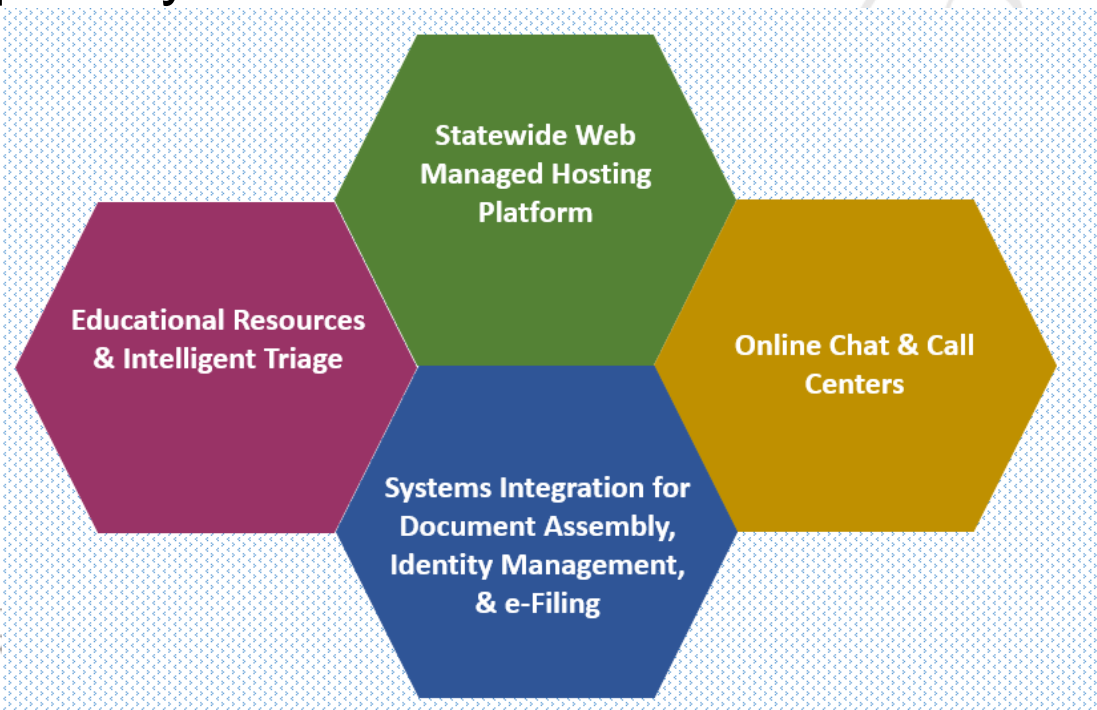 Statewide Web
Managed Hosting
Platform
Educational Resources
& Intelligent Triage
Online Chat & Call
Centers
Systems Integration for
Document Assembly,
Identity Management,
& e-Filing